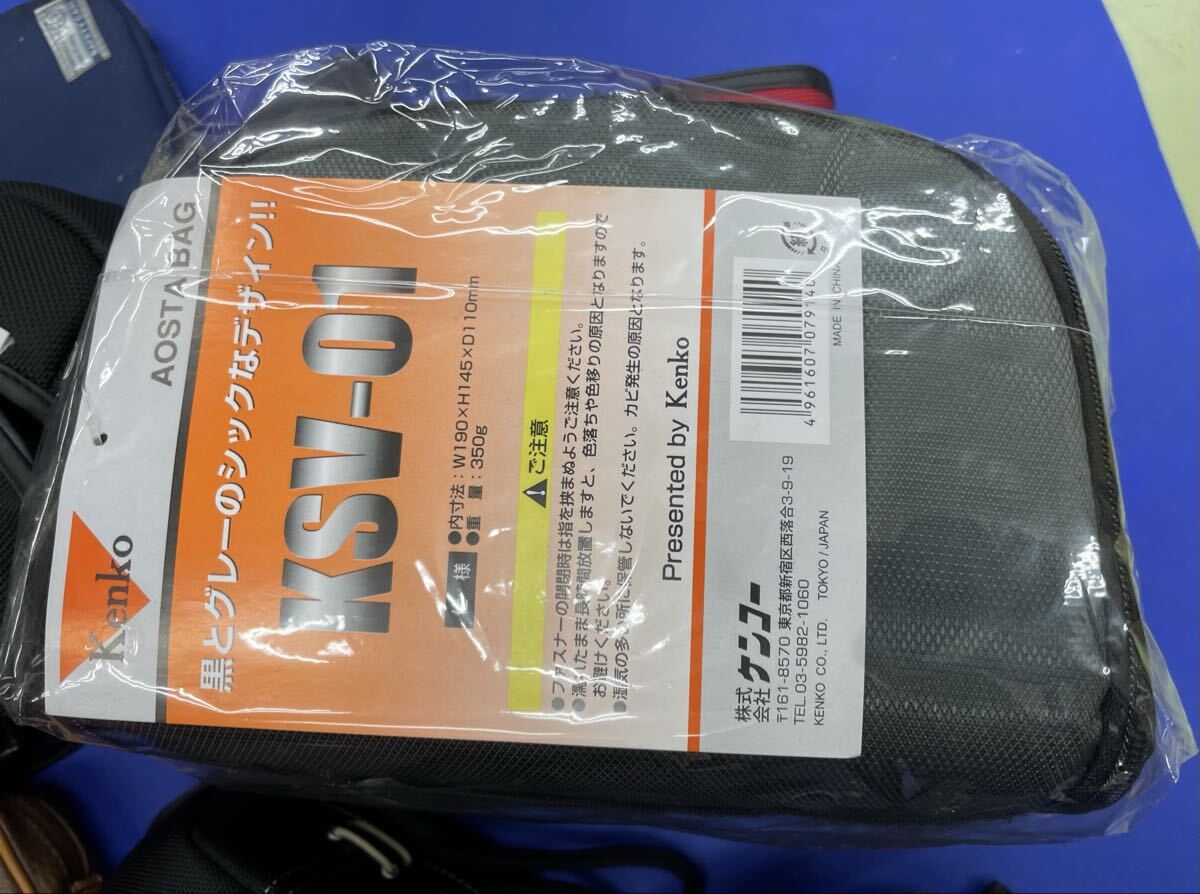 Kenko
AOSTA BAG
黒とグレーのシックなデザイン!!
KSV-01
仕様
●内寸法：W190×H145×D110mm
●重　量：350g
ご注意
●ファスナーの開閉時は指を挟まぬようご注意ください。
●濡れたまま長時間放置しますと、色落ちや色移りの原因となりますので
お避けください。
●湿気の多い所に保管しないでください。カビ発生の原因となります。
Presented by Kenko
紙
タグ
4 961607 079140
MADE IN CHINA
株式
会社 ケンコー
〒161-8570 東京都新宿区西落合3-9-19
TEL.03-5982-1060
KENKO CO., LTD. TOKYO/JAPAN